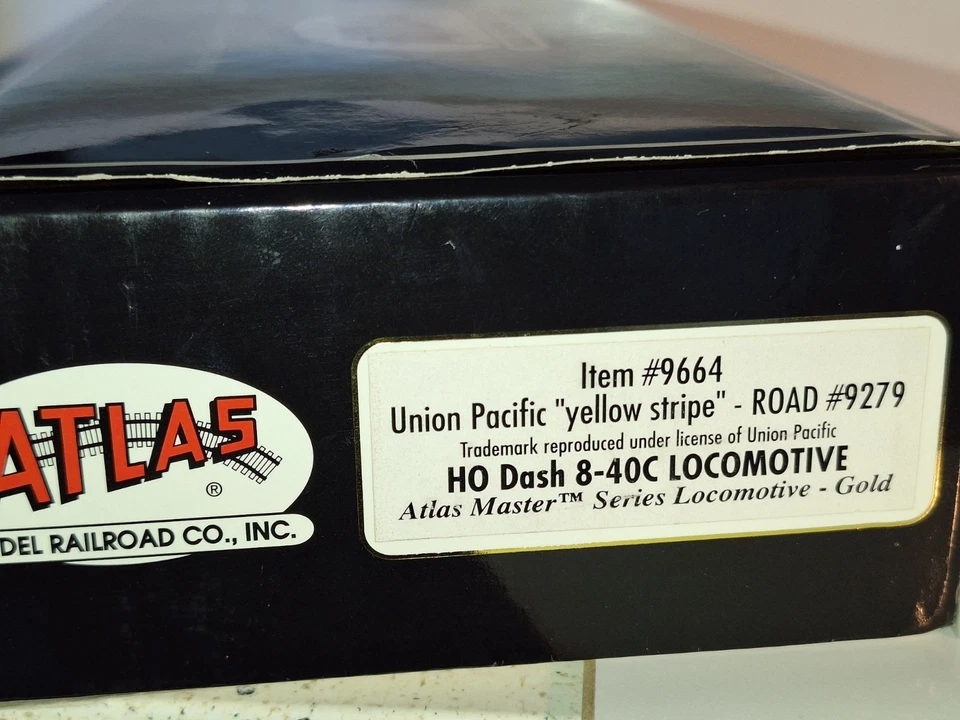 ATLAS
®
DEL RAILROAD CO., INC.
Item #9664
Union Pacific "yellow stripe" - ROAD #9279
Trademark reproduced under license of Union Pacific
HO Dash 8-40C LOCOMOTIVE
Atlas Master™ Series Locomotive - Gold